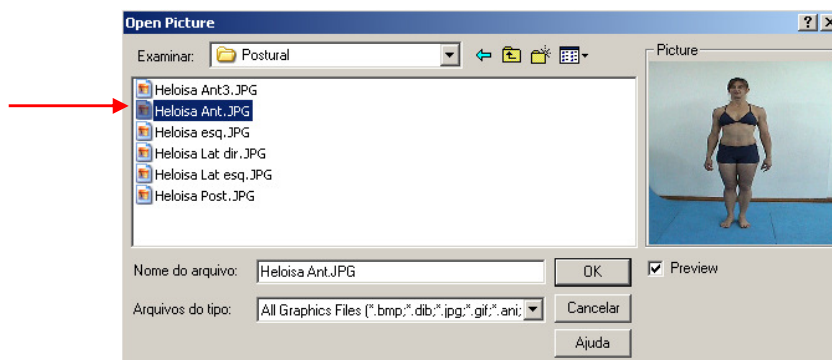 Open Picture
Examinar: Postural
Picture
Heloisa Ant3.JPG
Heloisa Ant.JPG
Heloisa esq.JPG
Heloisa Lat dir.JPG
Heloisa Lat esq.JPG
Heloisa Post.JPG
Nome do arquivo: Heloisa Ant.JPG OK Preview
Arquivos do tipo: All Graphics Files (*.bmp;*.dib;*.jpg;*.gif;*.ani; Cancelar
Ajuda